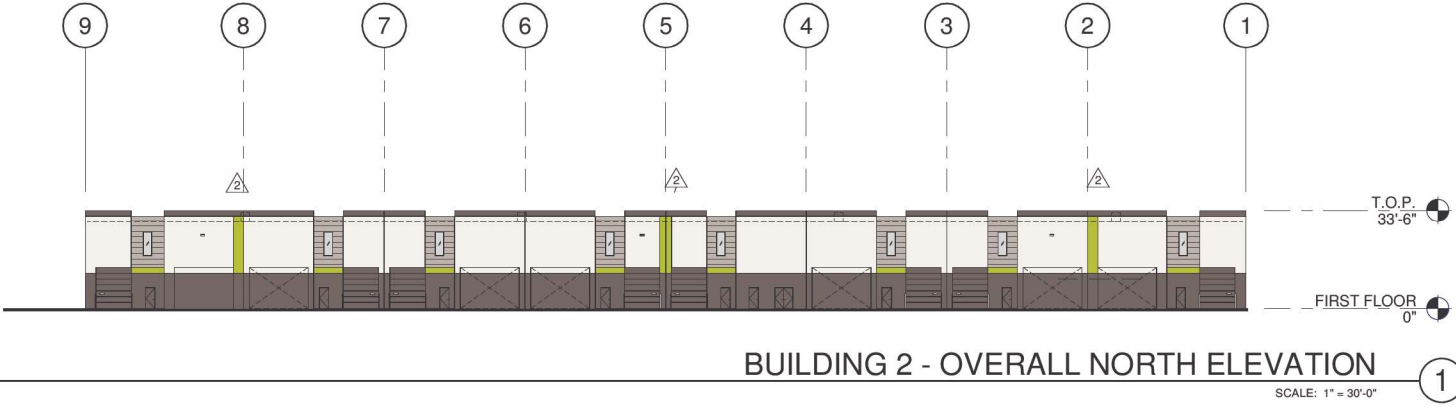 9 8 7 6 5 4 3 2 1
2 2 2
T.O.P.
33'-6"
FIRST FLOOR
0"
BUILDING 2 - OVERALL NORTH ELEVATION
1
SCALE: 1" = 30'-0"